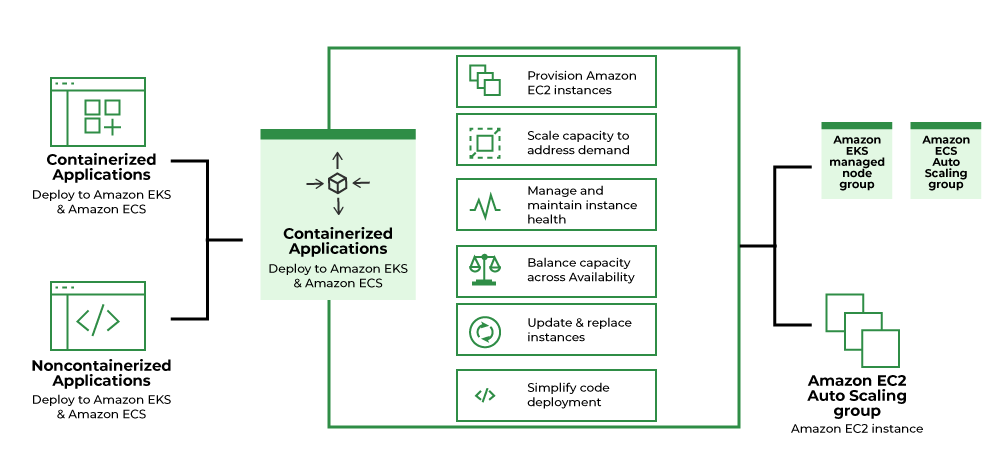 Containerized
Applications
Deploy to Amazon EKS
& Amazon ECS
Noncontainerized
Applications
Deploy to Amazon EKS
& Amazon ECS
Containerized
Applications
Deploy to Amazon EKS
& Amazon ECS
Provision Amazon
EC2 instances
Scale capacity to
address demand
Manage and
maintain instance
health
Balance capacity
across Availability
Update & replace
instances
Simplify code
deployment
Amazon
EKS
managed
node
group
Amazon
ECS
Auto
Scaling
group
Amazon EC2
Auto Scaling
group
Amazon EC2 instance